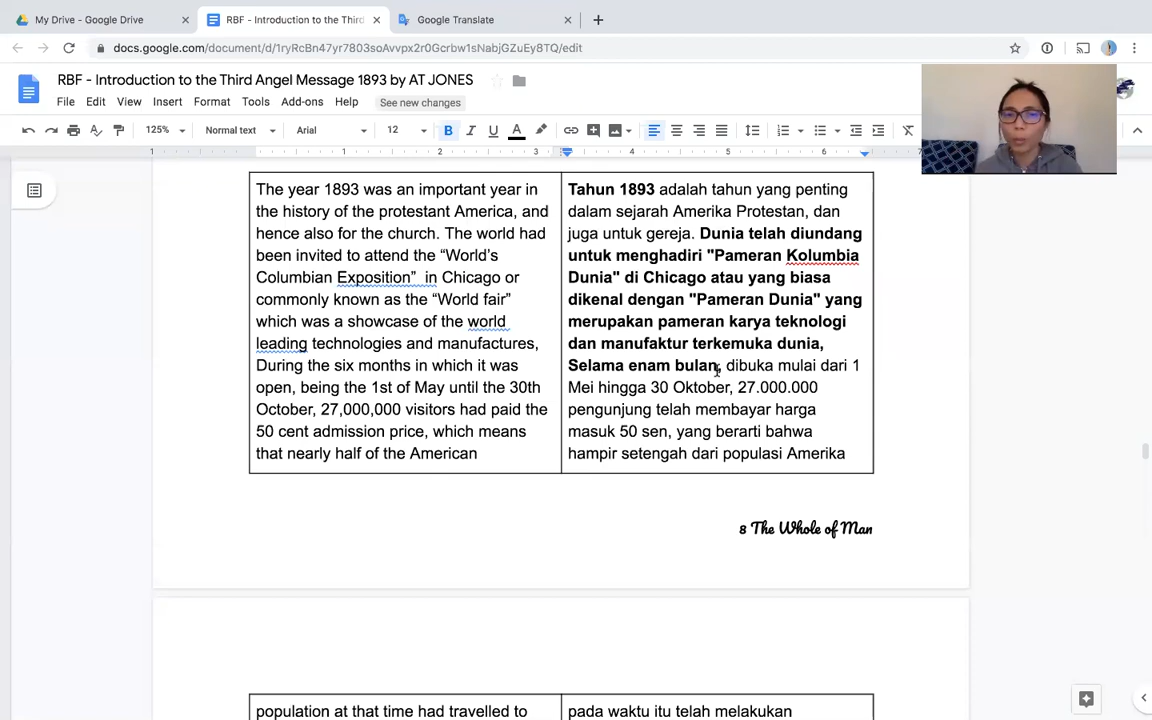 My Drive - Google Drive
RBF - Introduction to the Third
Google Translate
docs.google.com/document/d/1ryRcBn47yr7803soAvvpx2r0Gcrbw1sNabjGZuEy8TQ/edit
RBF - Introduction to the Third Angel Message 1893 by AT JONES
File Edit View Insert Format Tools Add-ons Help See new changes
125% Normal text Arial 12 B I U A
1 1 2 3 4 5 6 7
The year 1893 was an important year in
the history of the protestant America, and
hence also for the church. The world had
been invited to attend the “World’s
Columbian Exposition”  in Chicago or
commonly known as the “World fair”
which was a showcase of the world
leading technologies and manufactures,
During the six months in which it was
open, being the 1st of May until the 30th
October, 27,000,000 visitors had paid the
50 cent admission price, which means
that nearly half of the American
Tahun 1893 adalah tahun yang penting
dalam sejarah Amerika Protestan, dan
juga untuk gereja. Dunia telah diundang
untuk menghadiri "Pameran Kolumbia
Dunia" di Chicago atau yang biasa
dikenal dengan "Pameran Dunia" yang
merupakan pameran karya teknologi
dan manufaktur terkemuka dunia,
Selama enam bulan, dibuka mulai dari 1
Mei hingga 30 Oktober, 27.000.000
pengunjung telah membayar harga
masuk 50 sen, yang berarti bahwa
hampir setengah dari populasi Amerika
8 The Whole of Man
population at that time had travelled to
pada waktu itu telah melakukan